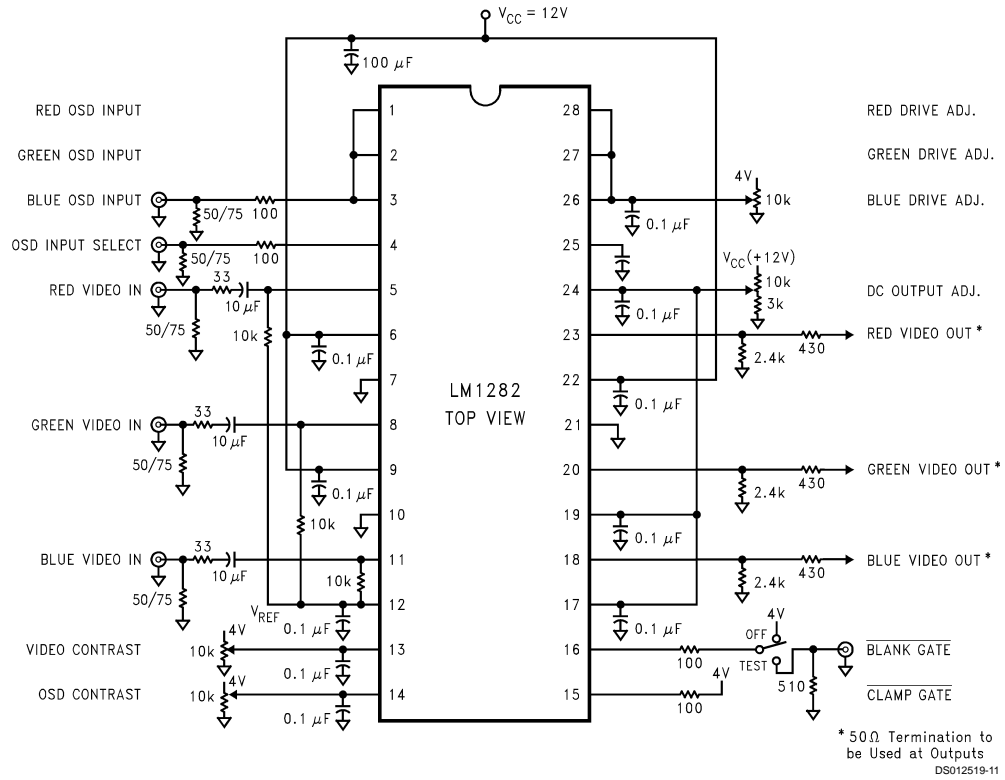 V_CC = 12V
100 μF
RED OSD INPUT
1
28
RED DRIVE ADJ.
GREEN OSD INPUT
2
27
GREEN DRIVE ADJ.
BLUE OSD INPUT
50/75
100
3
26
0.1 μF
4V
10k
BLUE DRIVE ADJ.
OSD INPUT SELECT
50/75
100
4
25
RED VIDEO IN
50/75
33
10 μF
10k
5
24
0.1 μF
V_CC(+12V)
10k
3k
DC OUTPUT ADJ.
0.1 μF
6
23
2.4k
430
RED VIDEO OUT*
7
22
0.1 μF
LM1282
TOP VIEW
GREEN VIDEO IN
50/75
33
10 μF
8
21
0.1 μF
9
20
2.4k
430
GREEN VIDEO OUT*
10k
10
19
0.1 μF
BLUE VIDEO IN
50/75
33
10 μF
10k
11
18
2.4k
430
BLUE VIDEO OUT*
V_REF
0.1 μF
12
17
0.1 μF
VIDEO CONTRAST
4V
10k
0.1 μF
13
16
100
OFF
4V
TEST
510
BLANK GATE
OSD CONTRAST
4V
10k
0.1 μF
14
15
100
4V
CLAMP GATE
* 50Ω Termination to
be Used at Outputs
DS012519-11